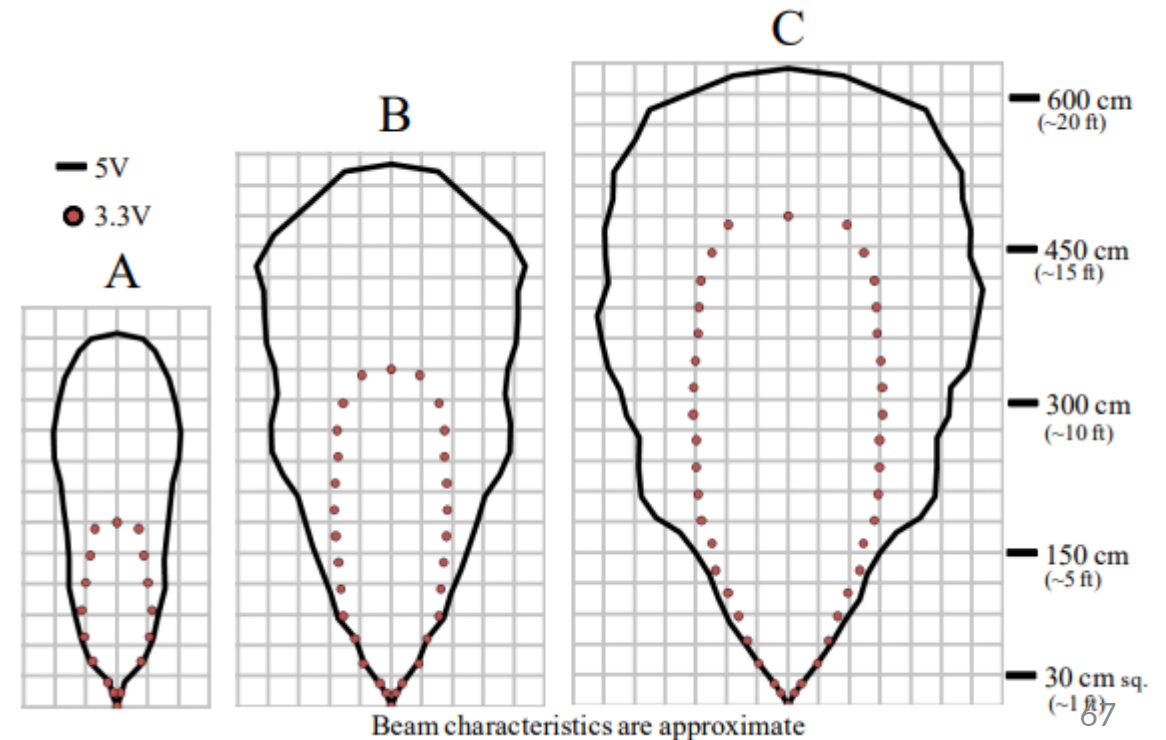 C
B
5V
3.3V
A
600 cm
(~20 ft)
450 cm
(~15 ft)
300 cm
(~10 ft)
150 cm
(~5 ft)
30 cm sq.
(~1 ft)
67
Beam characteristics are approximate